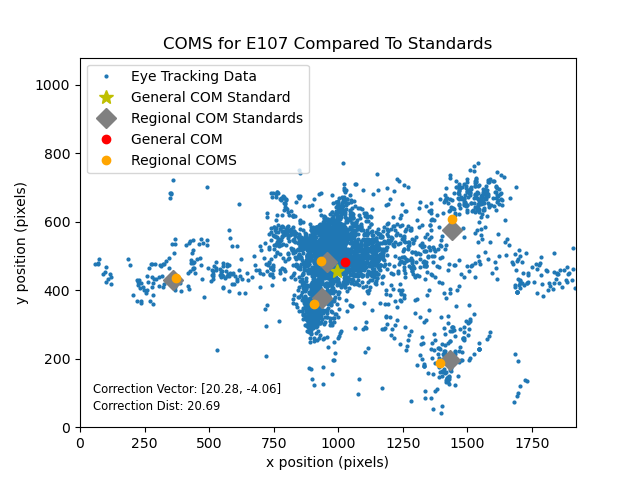 COMS for E107 Compared To Standards
Eye Tracking Data
General COM Standard
Regional COM Standards
General COM
Regional COMS
1000
800
600
400
200
0
y position (pixels)
Correction Vector: [20.28, -4.06]
Correction Dist: 20.69
0 250 500 750 1000 1250 1500 1750
x position (pixels)